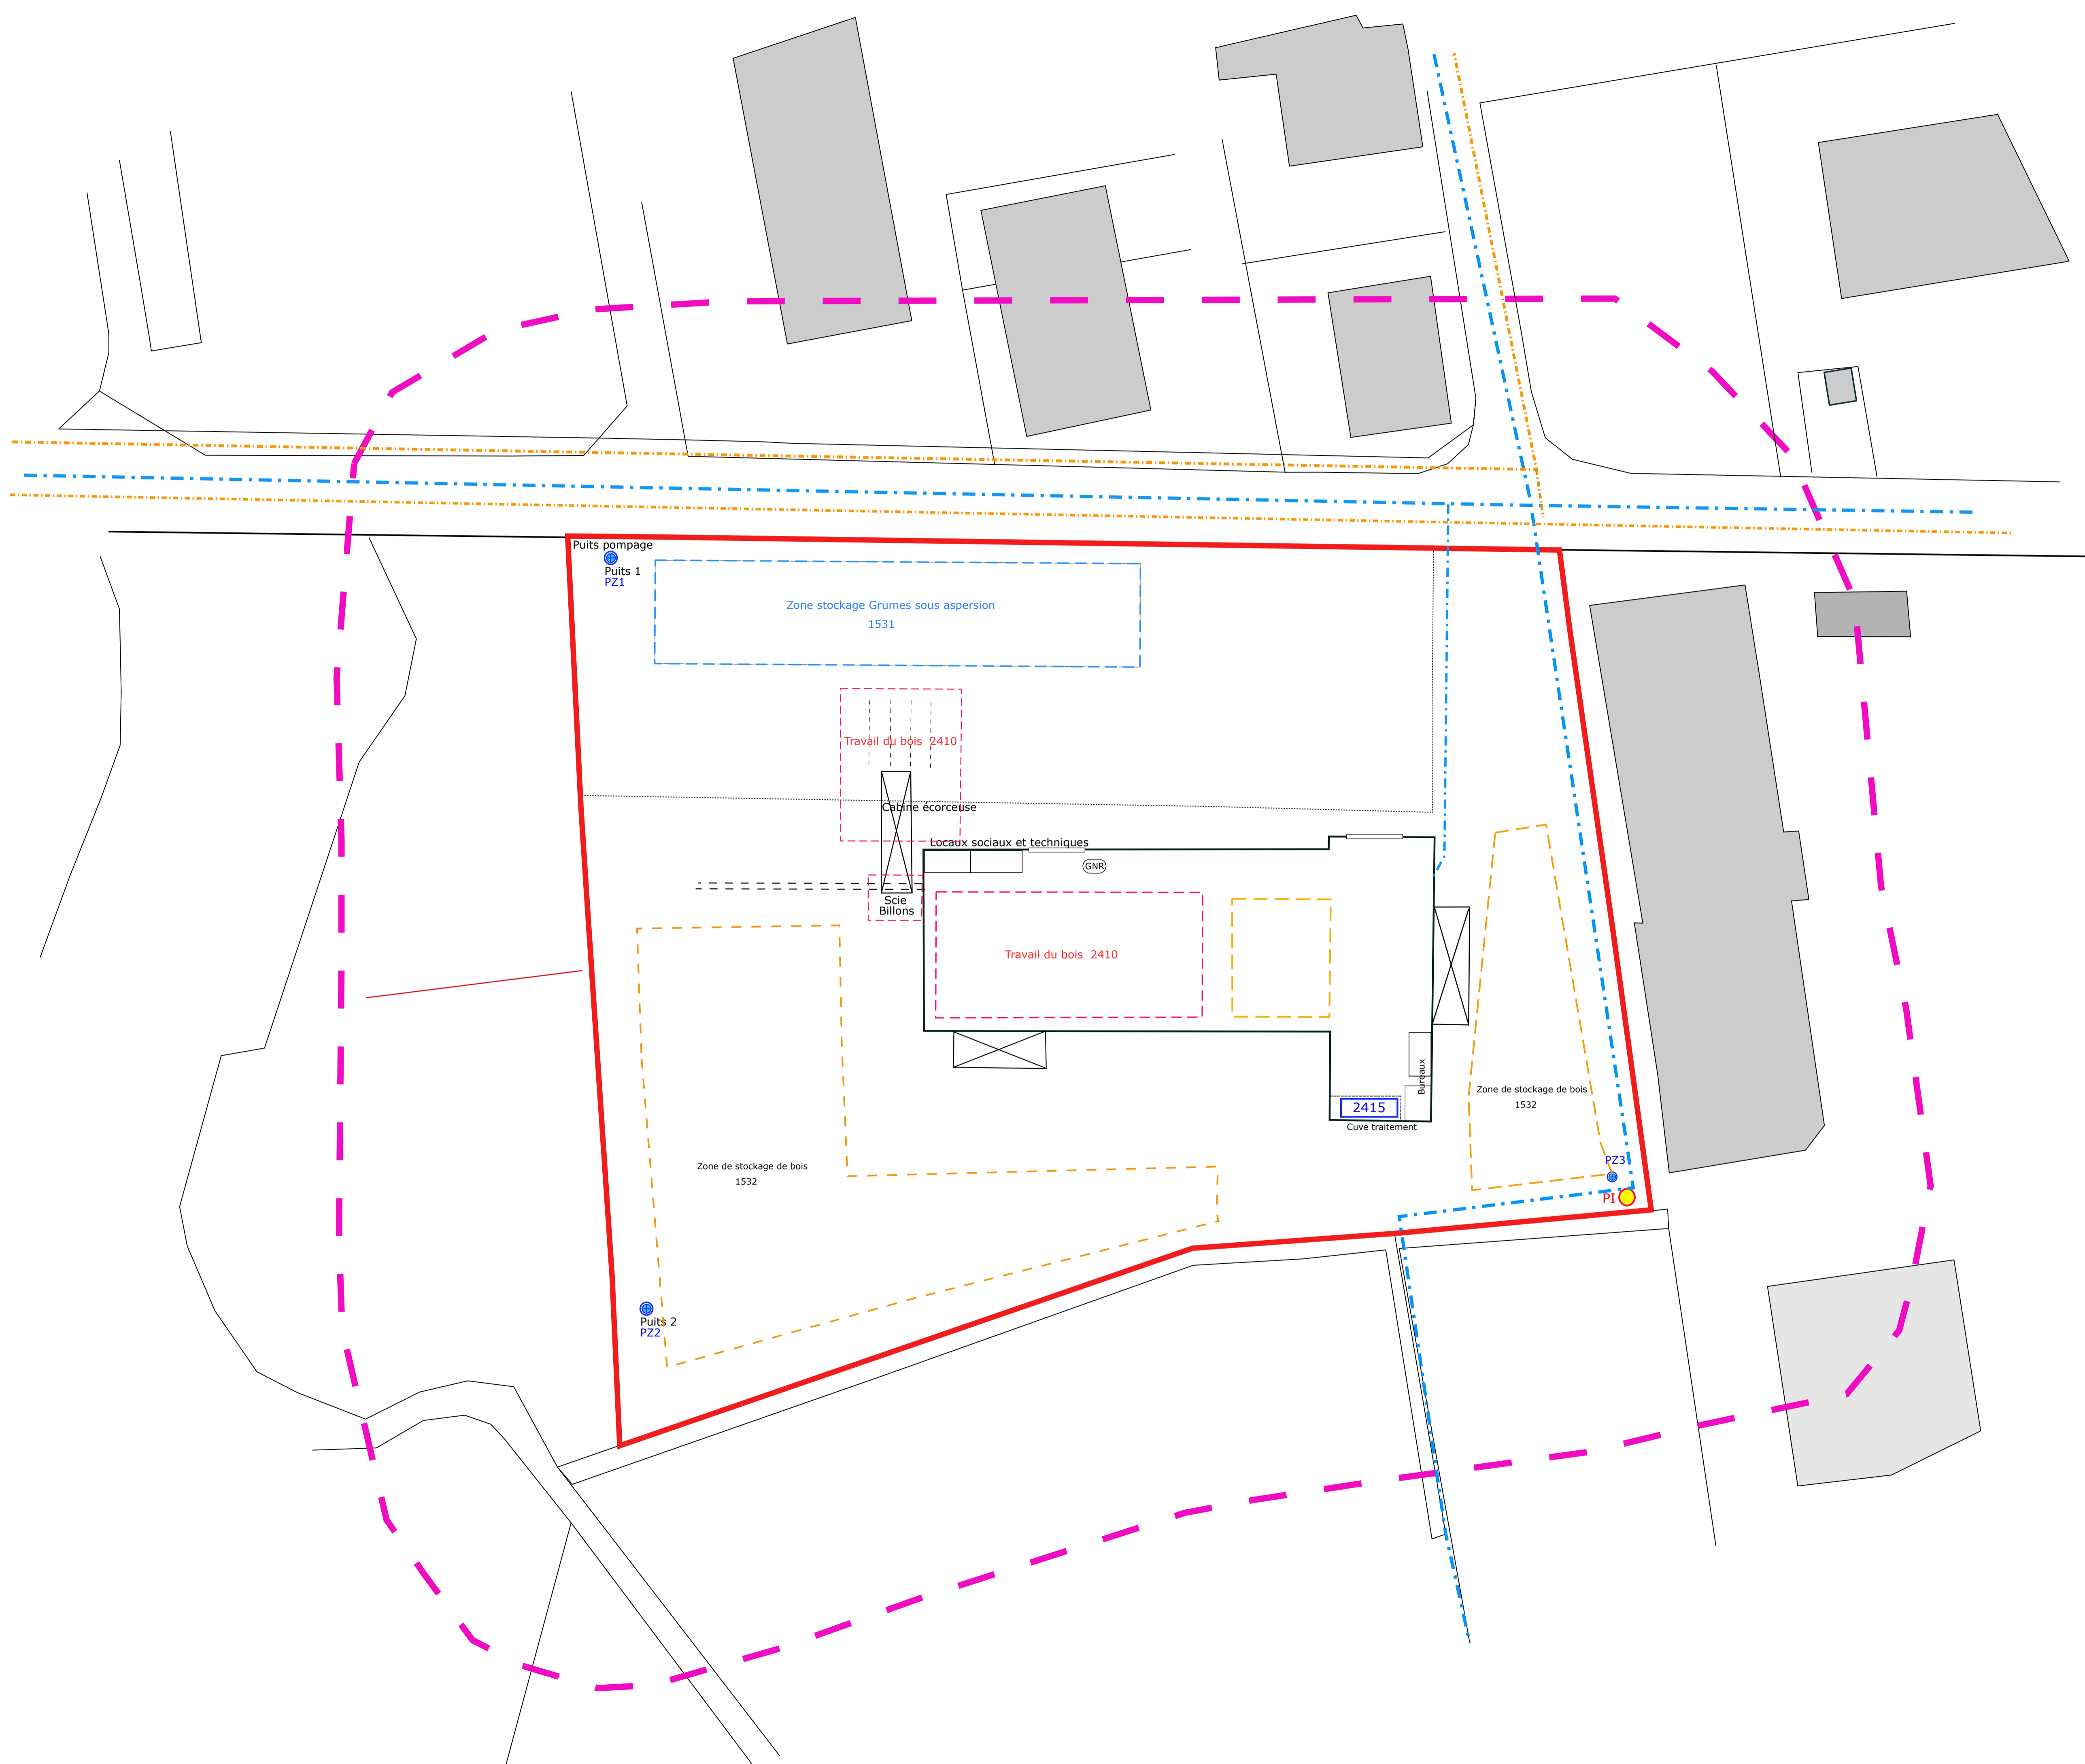 Puits pompage
Puits 1
PZ1
Zone stockage Grumes sous aspersion
1531
Travail du bois 2410
Cabine écorceuse
Locaux sociaux et techniques
GNR
Scie
Billons
Travail du bois 2410
Bureaux
2415
Cuve traitement
Zone de stockage de bois
1532
PZ3
PI
Zone de stockage de bois
1532
Puits 2
PZ2